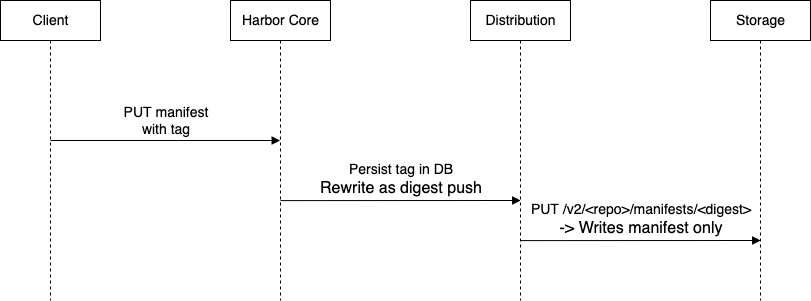 Client
Harbor Core
Distribution
Storage
PUT manifest
with tag
Persist tag in DB
Rewrite as digest push
PUT /v2/<repo>/manifests/<digest>
-> Writes manifest only